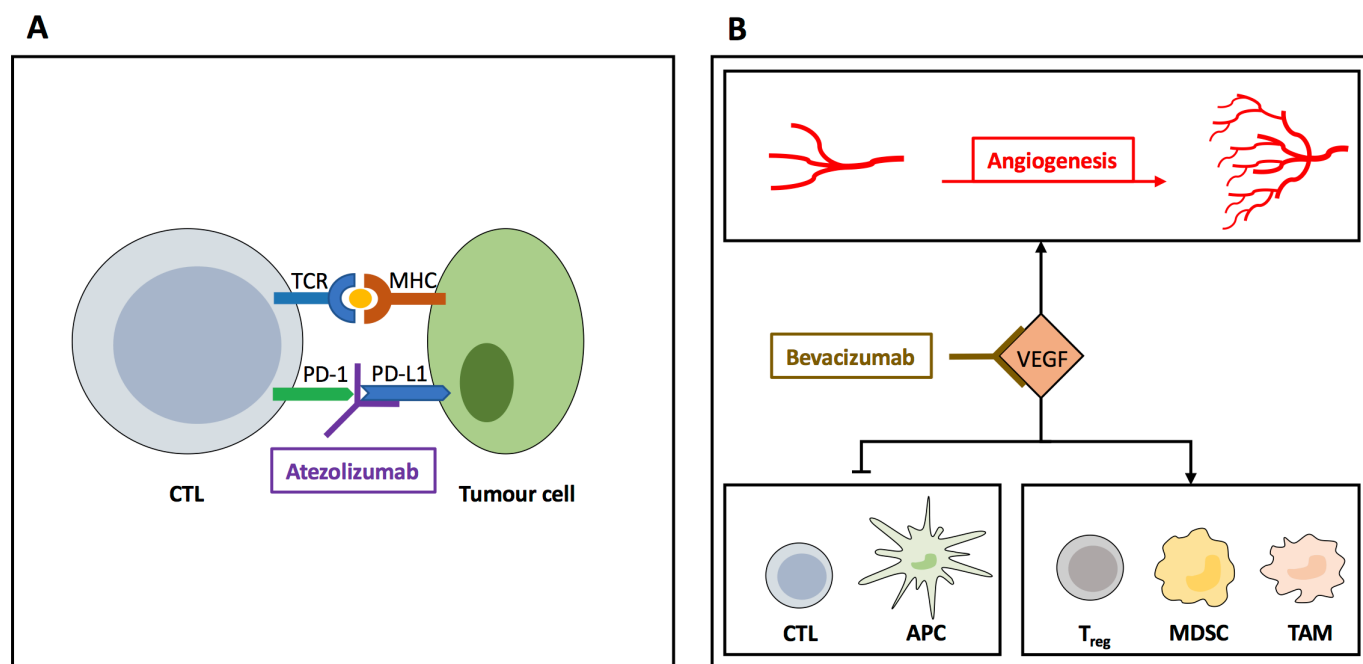 A
TCR
MHC
PD-1
PD-L1
Atezolizumab
CTL
Tumour cell
B
Angiogenesis
Bevacizumab
VEGF
CTL
APC
Treg
MDSC
TAM